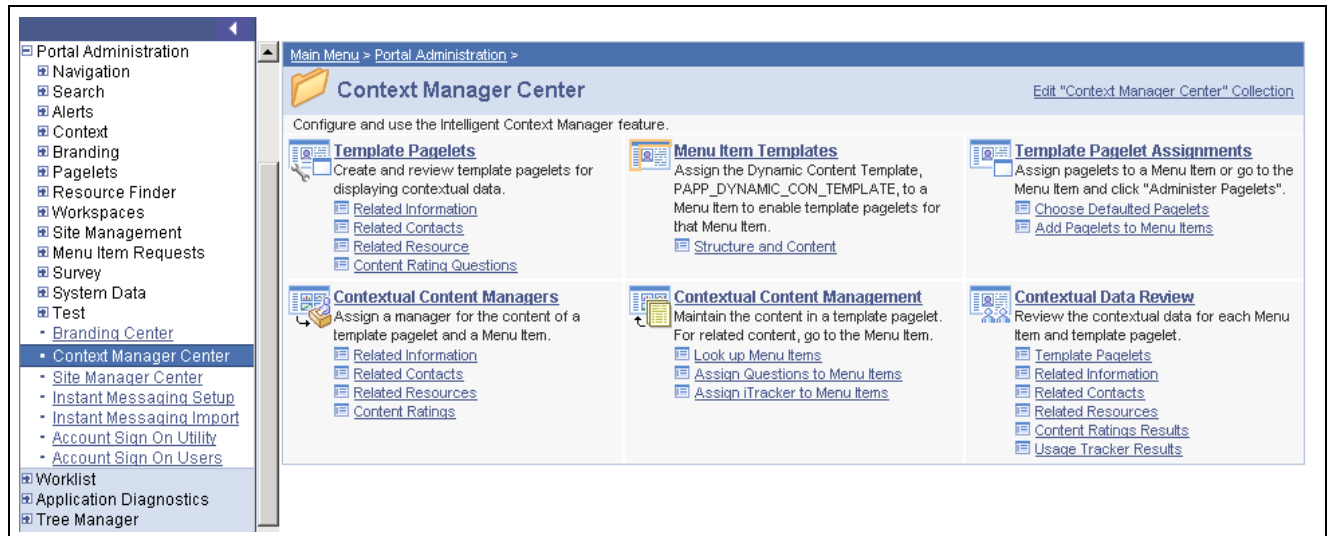 Portal Administration
Navigation
Search
Alerts
Context
Branding
Pagelets
Resource Finder
Workspaces
Site Management
Menu Item Requests
Survey
System Data
Test
Branding Center
Context Manager Center
Site Manager Center
Instant Messaging Setup
Instant Messaging Import
Account Sign On Utility
Account Sign On Users
Worklist
Application Diagnostics
Tree Manager
Main Menu > Portal Administration >
Context Manager Center
Edit "Context Manager Center" Collection
Configure and use the Intelligent Context Manager feature.
Template Pagelets
Create and review template pagelets for
displaying contextual data.
Related Information
Related Contacts
Related Resource
Content Rating Questions
Menu Item Templates
Assign the Dynamic Content Template,
PAPP_DYNAMIC_CON_TEMPLATE, to a
Menu Item to enable template pagelets for
that Menu Item.
Structure and Content
Template Pagelet Assignments
Assign pagelets to a Menu Item or go to the
Menu Item and click "Administer Pagelets".
Choose Defaulted Pagelets
Add Pagelets to Menu Items
Contextual Content Managers
Assign a manager for the content of a
template pagelet and a Menu Item.
Related Information
Related Contacts
Related Resources
Content Ratings
Contextual Content Management
Maintain the content in a template pagelet.
For related content, go to the Menu Item.
Look up Menu Items
Assign Questions to Menu Items
Assign iTracker to Menu Items
Contextual Data Review
Review the contextual data for each Menu
Item and template pagelet.
Template Pagelets
Related Information
Related Contacts
Related Resources
Content Ratings Results
Usage Tracker Results